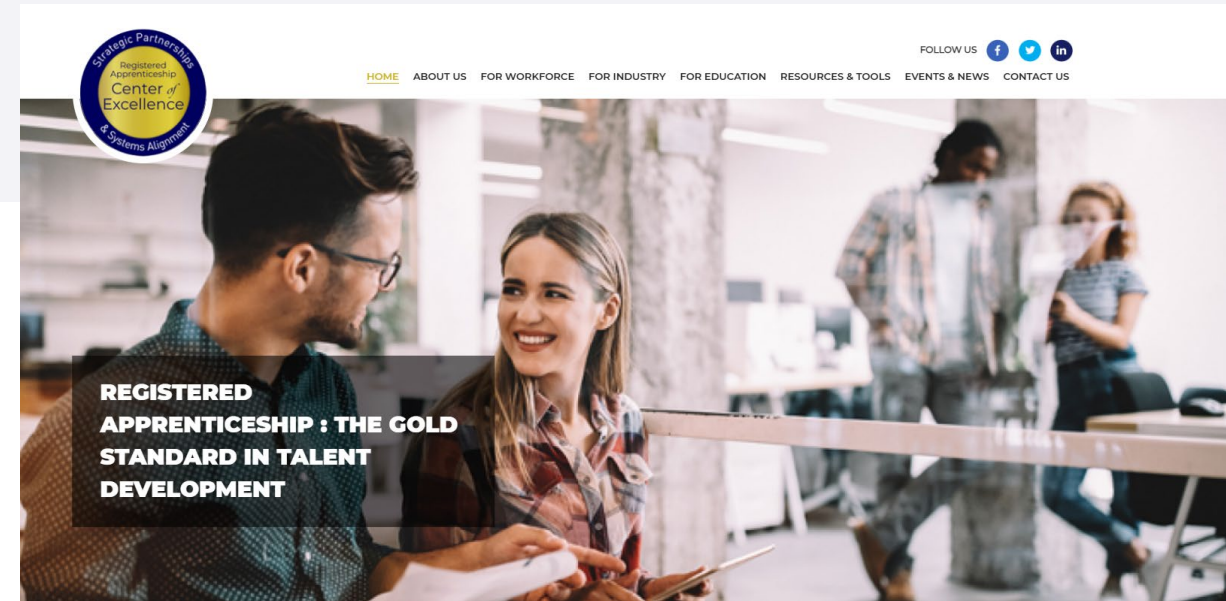 Strategic Partnerships
Registered
Apprenticeship
Center of
Excellence
& Systems Alignment
FOLLOW US
HOME ABOUT US FOR WORKFORCE FOR INDUSTRY FOR EDUCATION RESOURCES & TOOLS EVENTS & NEWS CONTACT US
REGISTERED
APPRENTICESHIP : THE GOLD
STANDARD IN TALENT
DEVELOPMENT